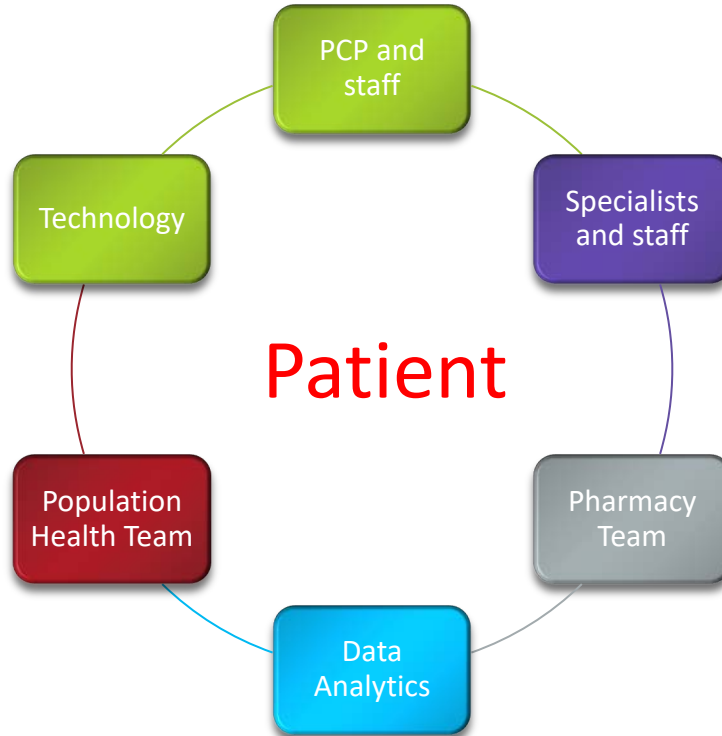 PCP and
staff
Technology
Specialists
and staff
Patient
Population
Health Team
Pharmacy
Team
Data
Analytics